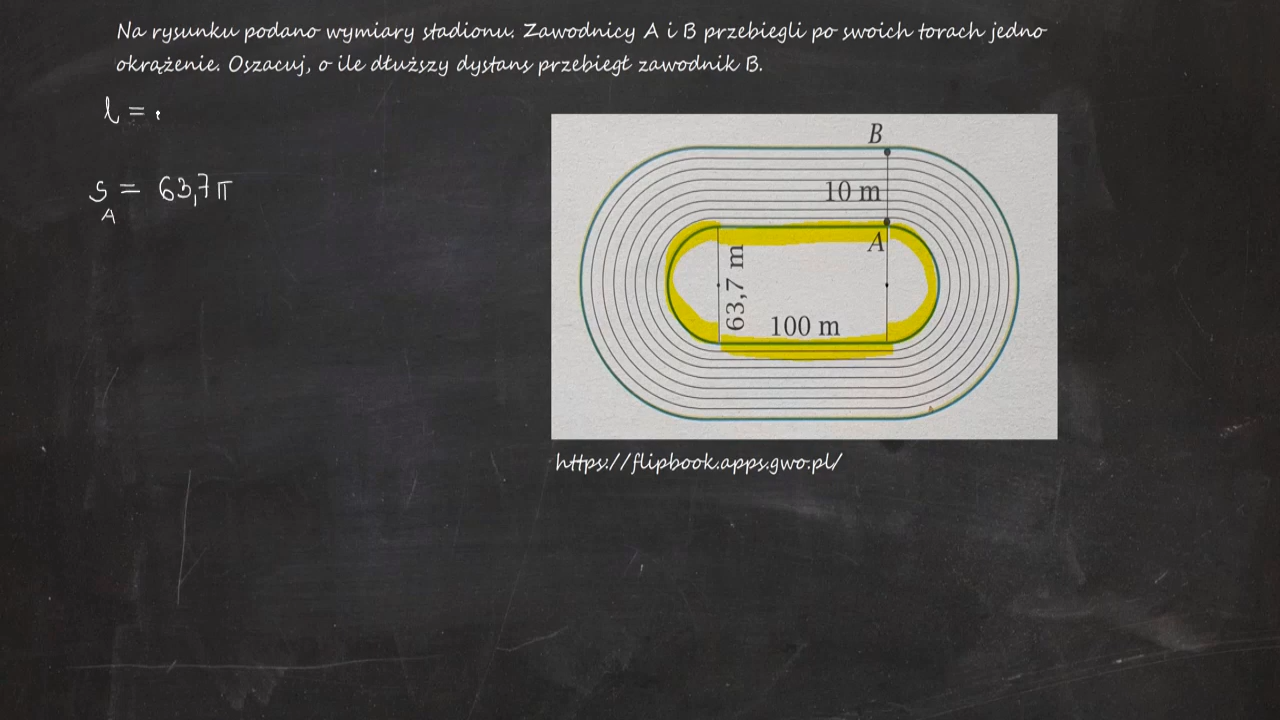 Na rysunku podano wymiary stadionu. Zawodnicy A i B przebiegli po swoich torach jedno
okrążenie. Oszacuj, o ile dłuższy dystans przebiegł zawodnik B.
l =
S_A = 63,7π
B
10 m
A
63,7 m
100 m
https://flipbook.apps.gwo.pl/